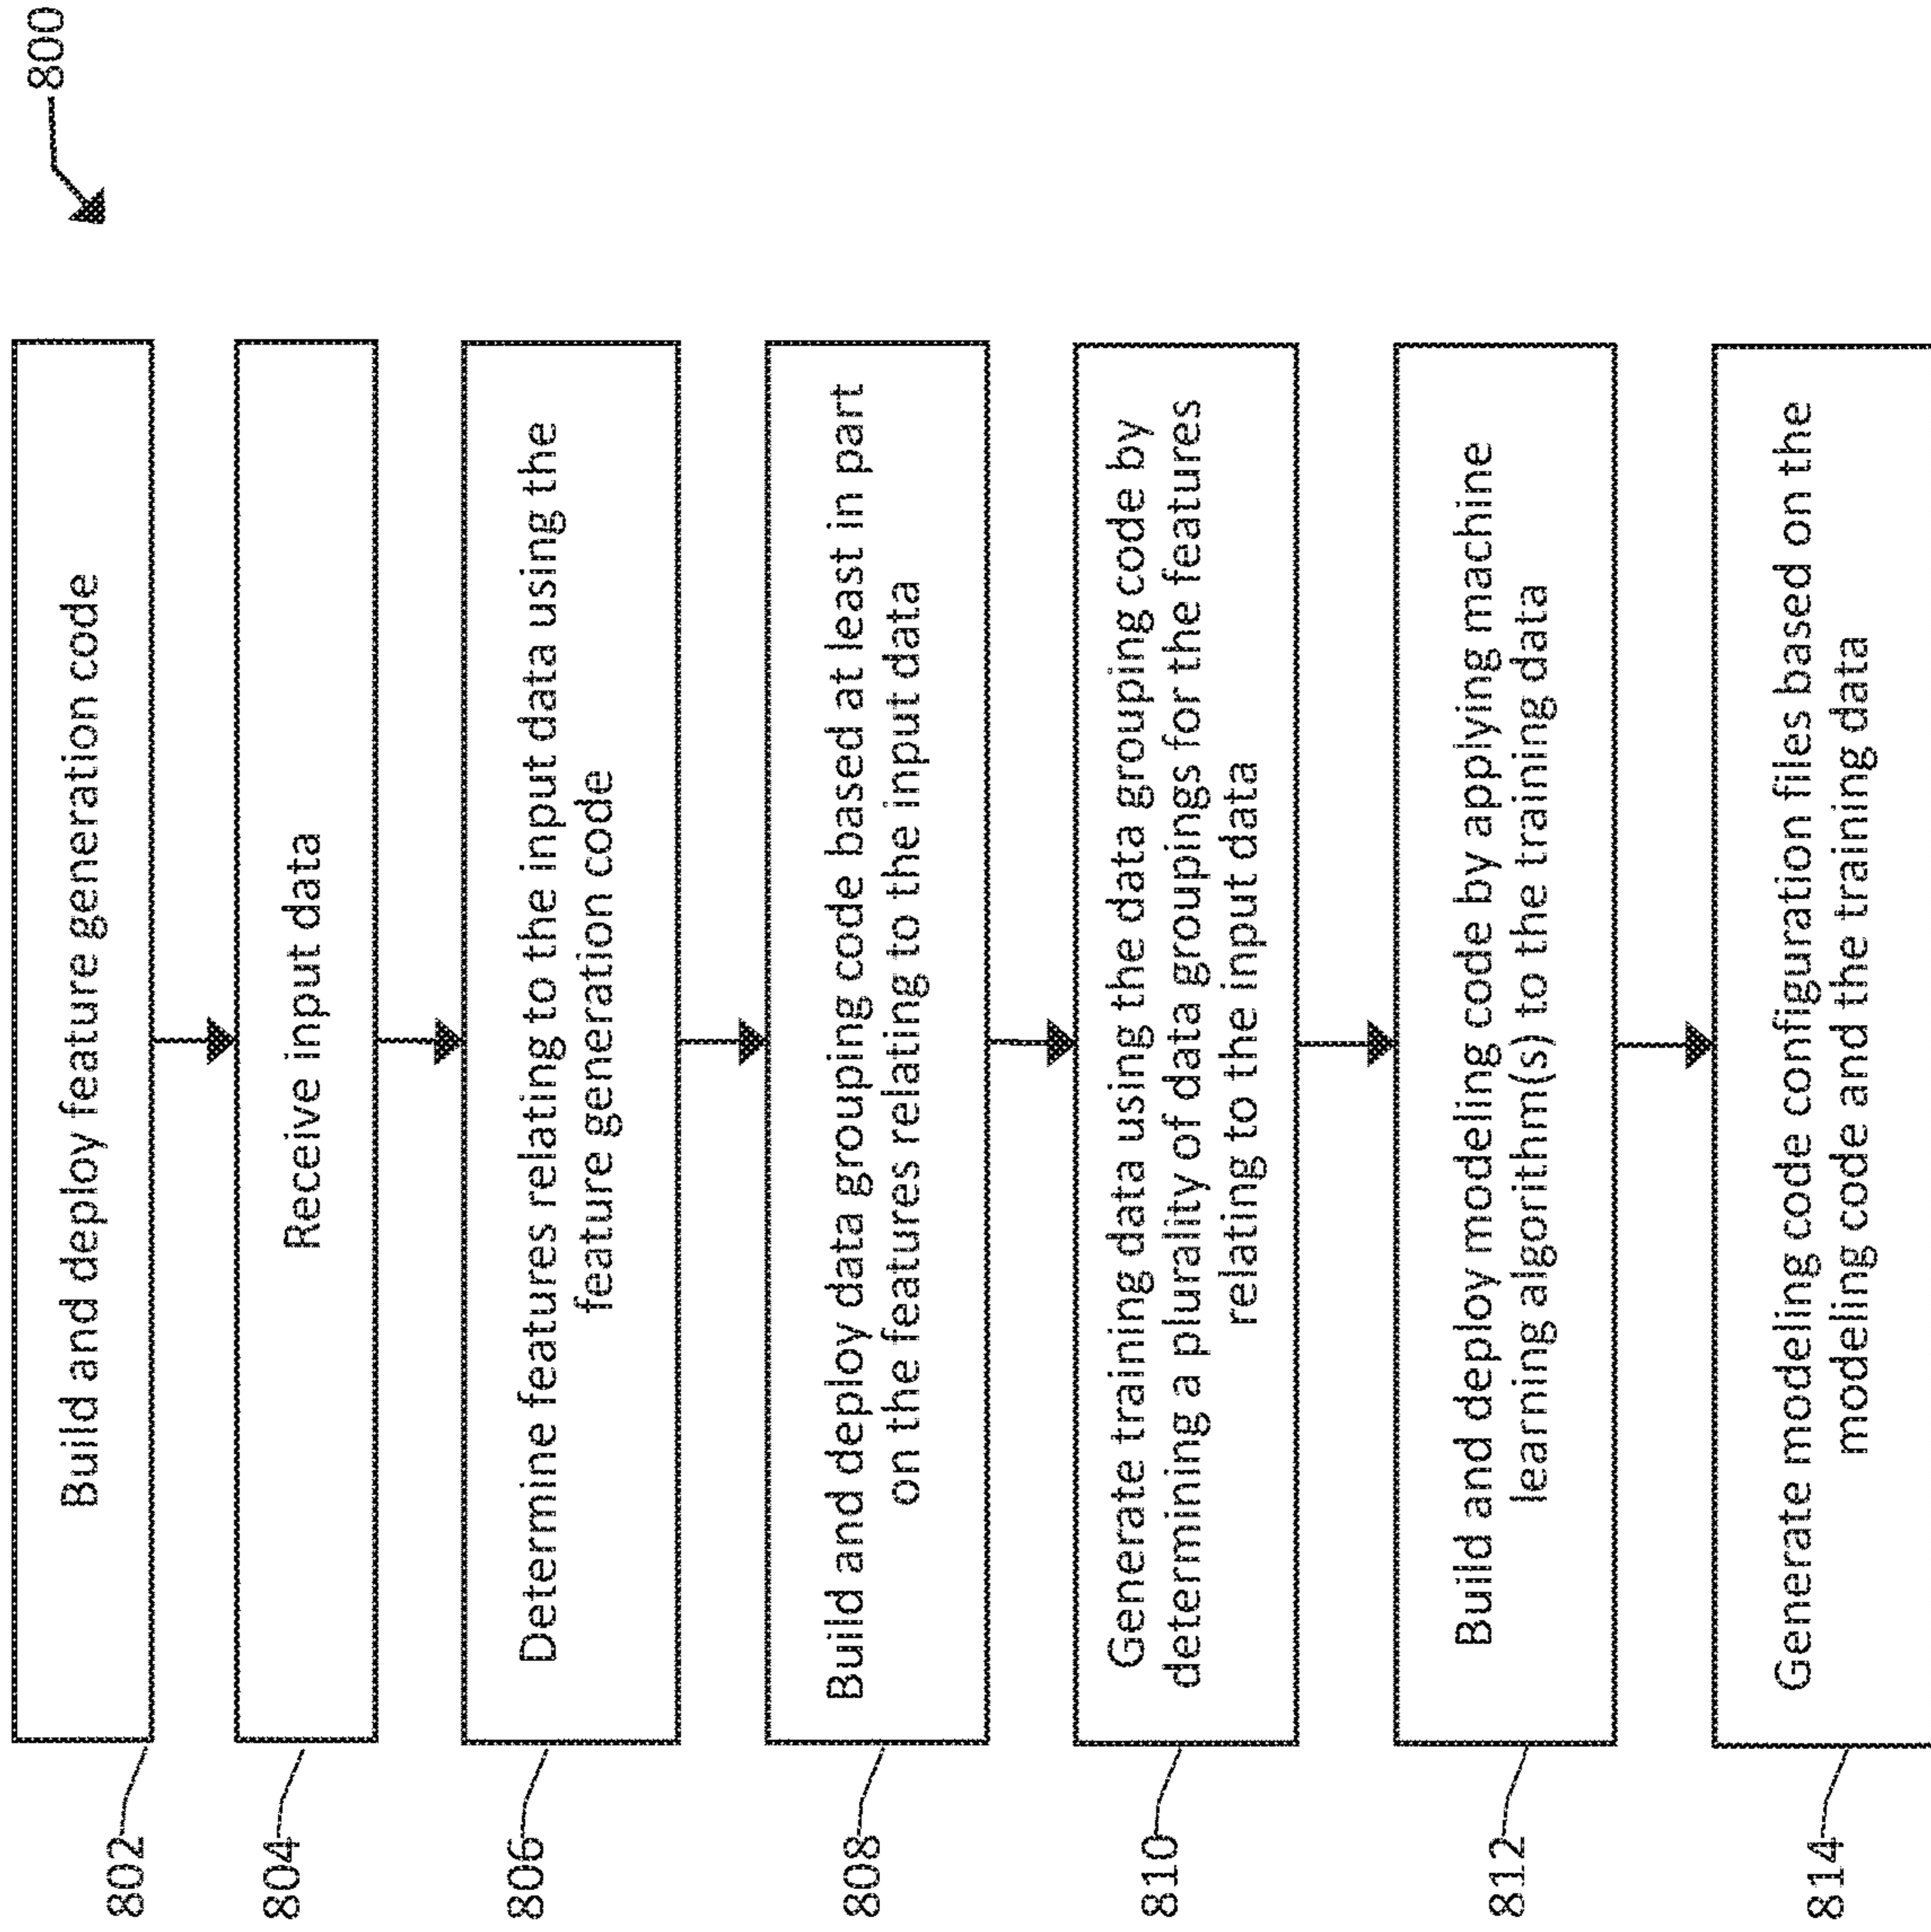 800
802
Build and deploy feature generation code
804
Receive input data
806
Determine features relating to the input data using the
feature generation code
808
Build and deploy data grouping code based at least in part
on the features relating to the input data
810
Generate training data using the data grouping code by
determining a plurality of data groupings for the features
relating to the input data
812
Build and deploy modeling code by applying machine
learning algorithm(s) to the training data
814
Generate modeling code configuration files based on the
modeling code and the training data